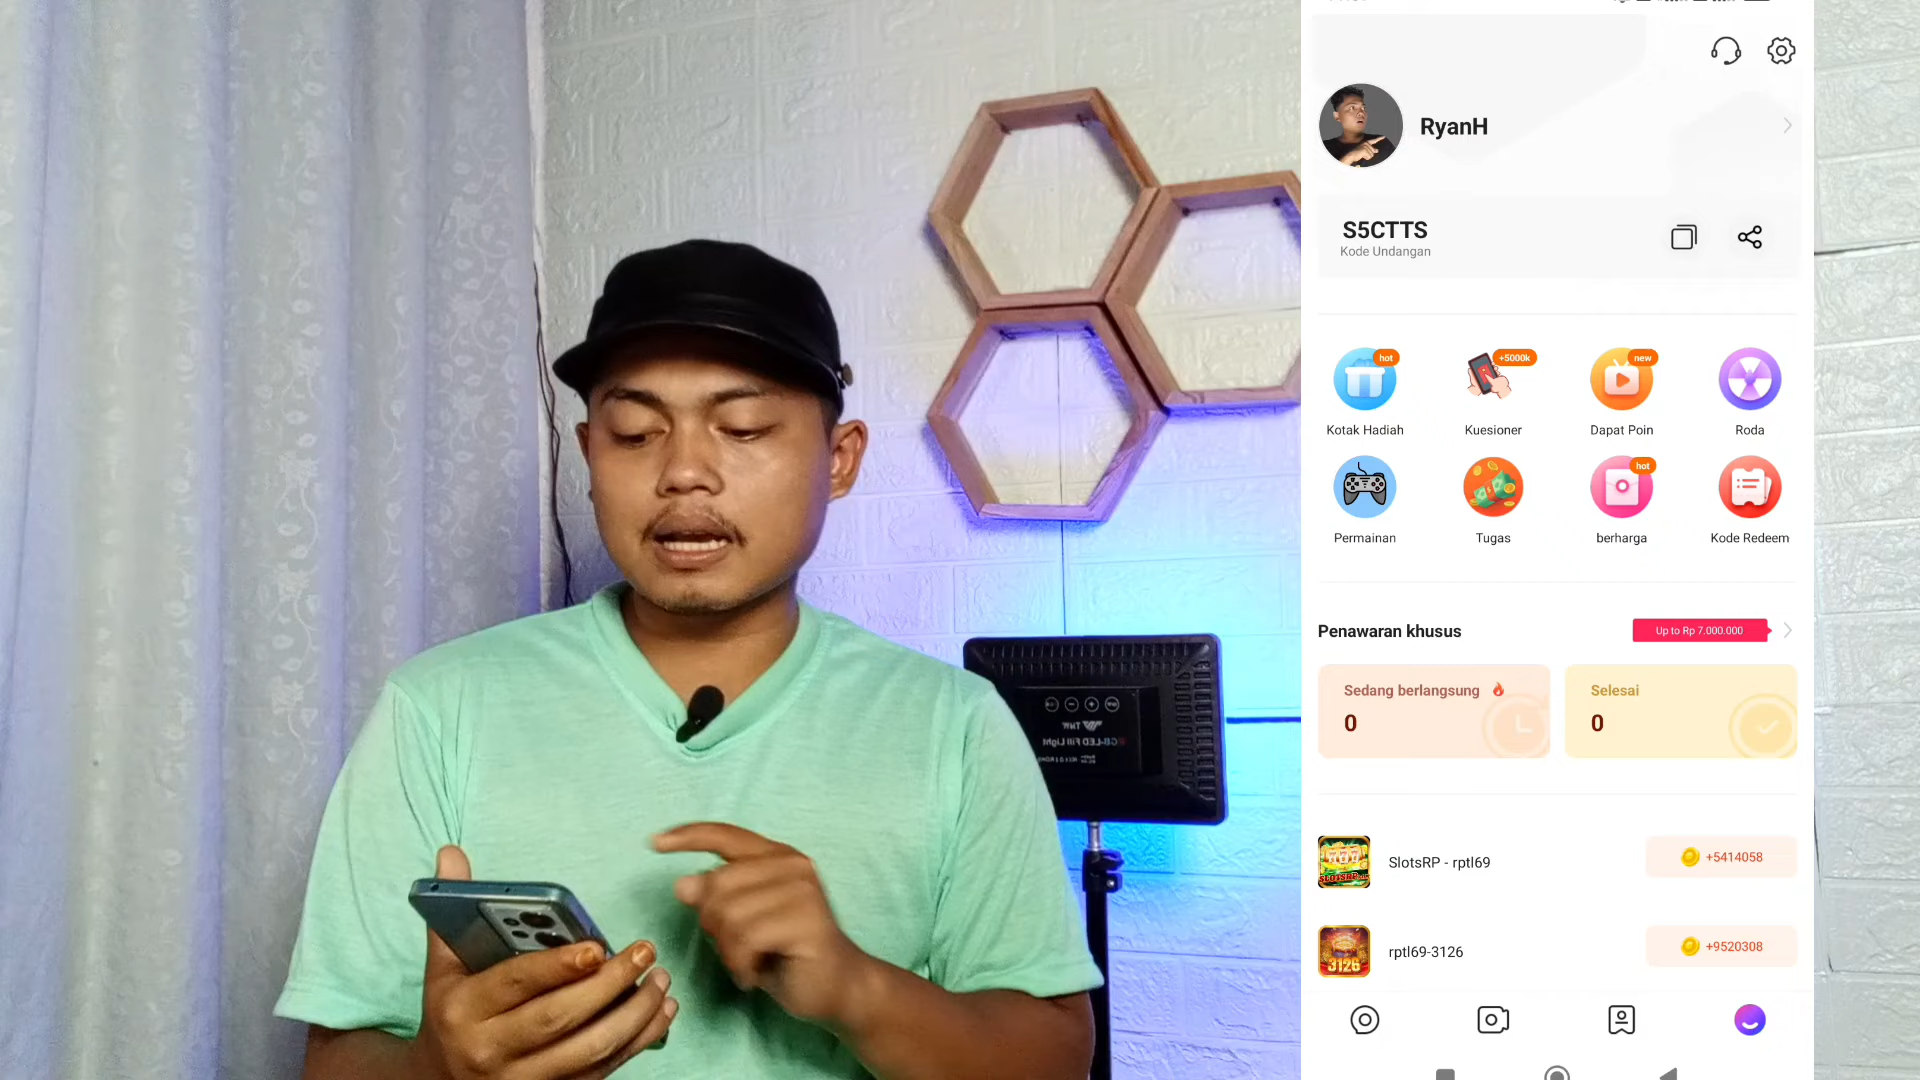 RyanH
S5CTTS
Kode Undangan
hot
+5000k
new
Kotak Hadiah
Kuesioner
Dapat Poin
Roda
hot
Permainan
Tugas
berharga
Kode Redeem
Penawaran khusus
Up to Rp 7.000.000
Sedang berlangsung
Selesai
0
0
SlotsRP - rptl69
+5414058
rptl69-3126
+9520308
3126